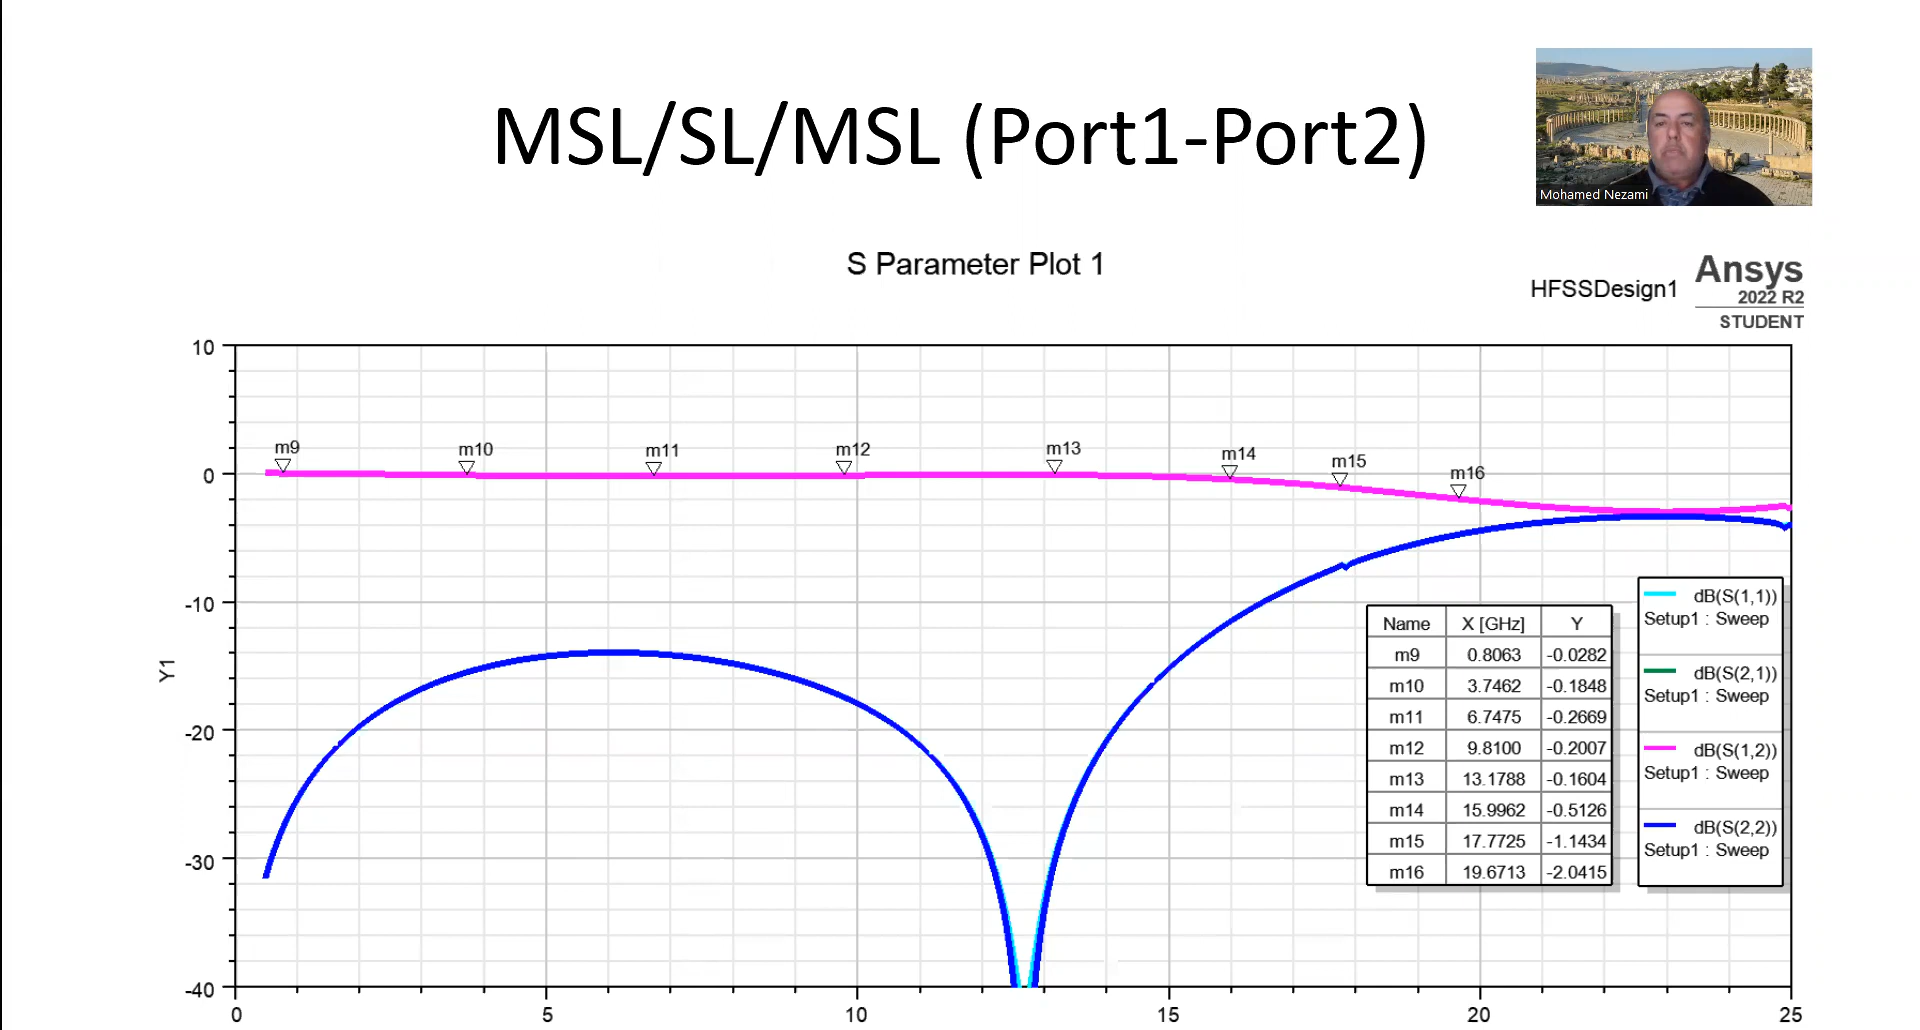 MSL/SL/MSL (Port1-Port2)
Mohamed Nezami
S Parameter Plot 1
HFSSDesign1
Ansys
2022 R2
STUDENT
10
0
-10
-20
-30
-40
Y1
m9
m10
m11
m12
m13
m14
m15
m16
Name X [GHz] Y
m9 0.8063 -0.0282
m10 3.7462 -0.1848
m11 6.7475 -0.2669
m12 9.8100 -0.2007
m13 13.1788 -0.1604
m14 15.9962 -0.5126
m15 17.7725 -1.1434
m16 19.6713 -2.0415
dB(S(1,1))
Setup1 : Sweep
dB(S(2,1))
Setup1 : Sweep
dB(S(1,2))
Setup1 : Sweep
dB(S(2,2))
Setup1 : Sweep
0 5 10 15 20 25